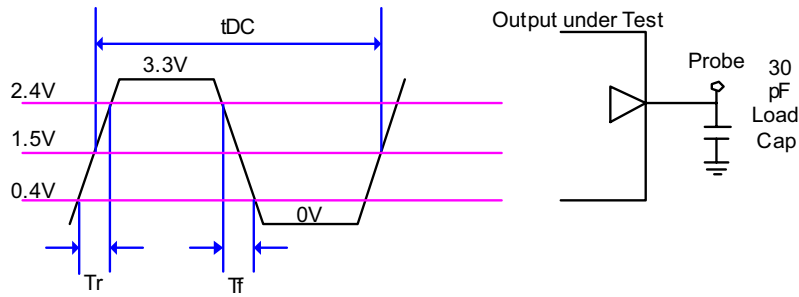 tDC
3.3V
2.4V
1.5V
0.4V
0V
Tr
Tf
Output under Test
Probe
30
pF
Load
Cap